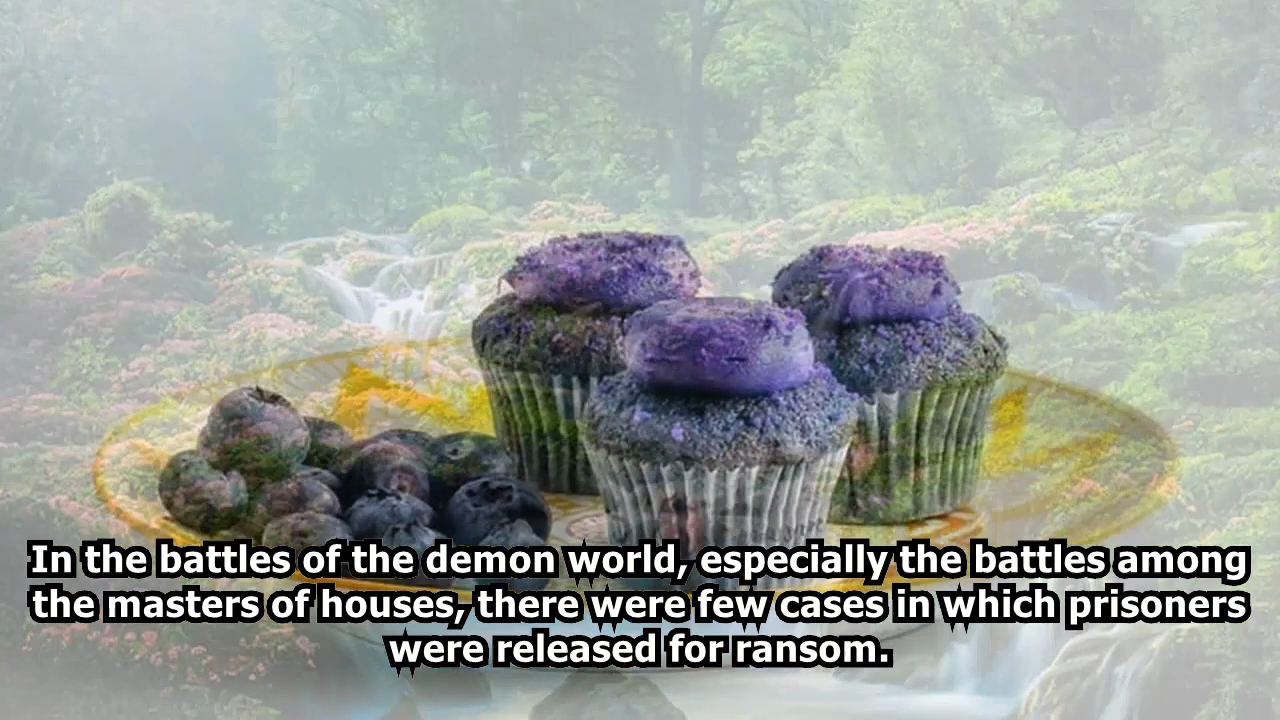 In the battles of the demon world, especially the battles among
the masters of houses, there were few cases in which prisoners
were released for ransom.